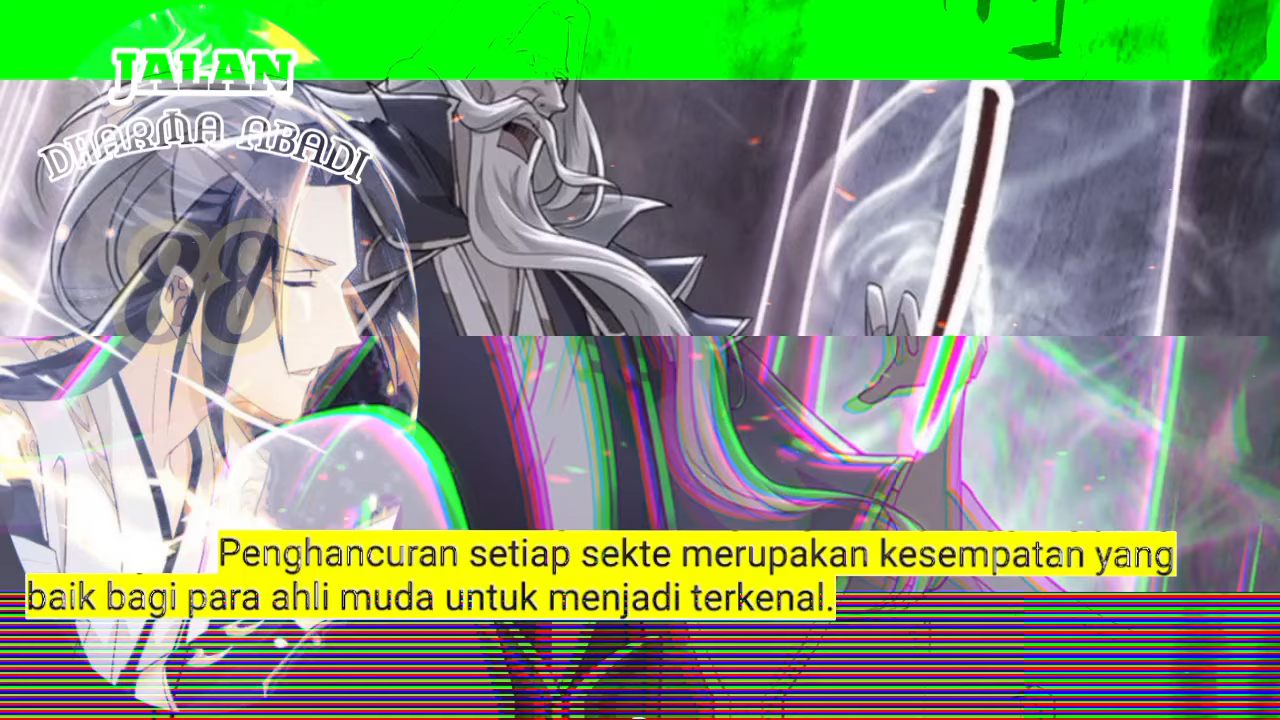 JALAN
DHARMA ABADI
88
Penghancuran setiap sekte merupakan kesempatan yang
baik bagi para ahli muda untuk menjadi terkenal.